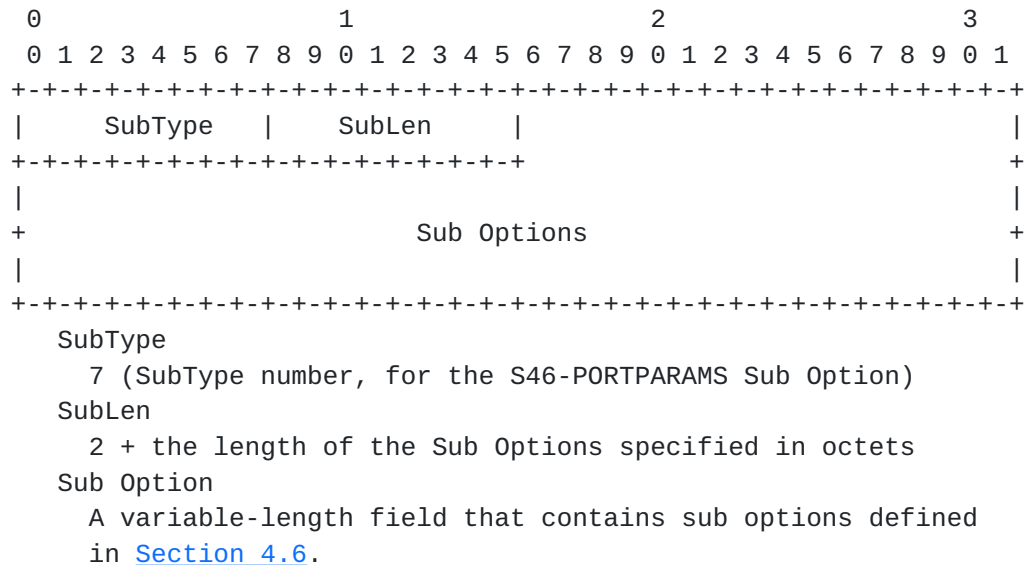 0                   1                   2                   3
 0 1 2 3 4 5 6 7 8 9 0 1 2 3 4 5 6 7 8 9 0 1 2 3 4 5 6 7 8 9 0 1
+-+-+-+-+-+-+-+-+-+-+-+-+-+-+-+-+-+-+-+-+-+-+-+-+-+-+-+-+-+-+-+-+
|     SubType   |    SubLen     |                               |
+-+-+-+-+-+-+-+-+-+-+-+-+-+-+-+-+                               +
|                                                               |
+                         Sub Options                           +
|                                                               |
+-+-+-+-+-+-+-+-+-+-+-+-+-+-+-+-+-+-+-+-+-+-+-+-+-+-+-+-+-+-+-+-+
   SubType
     7 (SubType number, for the S46-PORTPARAMS Sub Option)
   SubLen
     2 + the length of the Sub Options specified in octets
   Sub Option
     A variable-length field that contains sub options defined
     in Section 4.6.